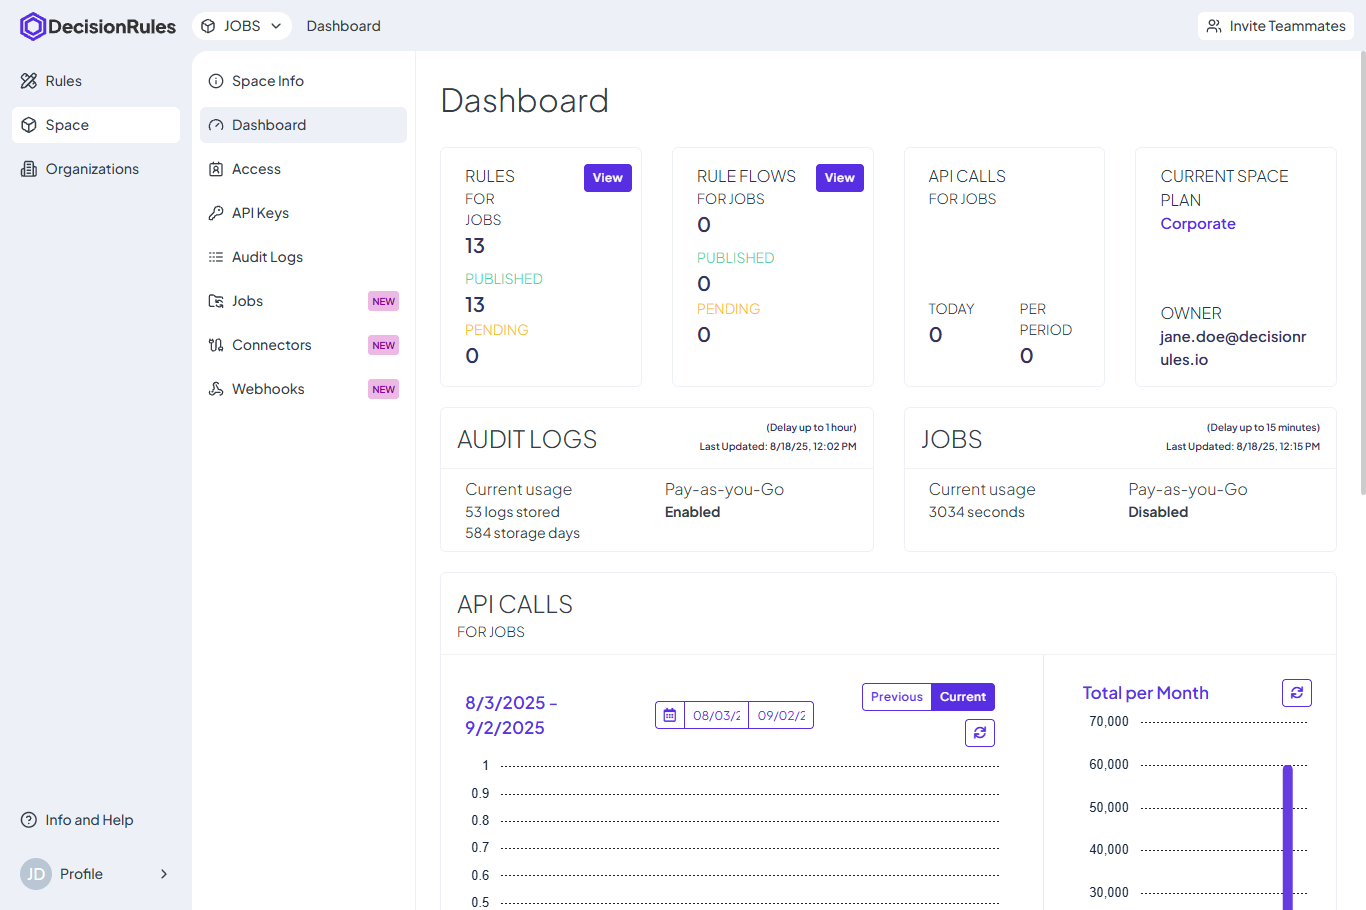 DecisionRules
JOBS
Dashboard
Invite Teammates
Rules
Space
Organizations
Info and Help
JD
Profile
Space Info
Dashboard
Access
API Keys
Audit Logs
Jobs NEW
Connectors NEW
Webhooks NEW
Dashboard
RULES
FOR
JOBS
13
PUBLISHED
13
PENDING
0
View
RULE FLOWS
FOR JOBS
0
PUBLISHED
0
PENDING
0
View
API CALLS
FOR JOBS
TODAY
0
PER
PERIOD
0
CURRENT SPACE
PLAN
Corporate
OWNER
jane.doe@decisionr
ules.io
AUDIT LOGS
(Delay up to 1 hour)
Last Updated: 8/18/25, 12:02 PM
Current usage
53 logs stored
584 storage days
Pay-as-you-Go
Enabled
JOBS
(Delay up to 15 minutes)
Last Updated: 8/18/25, 12:15 PM
Current usage
3034 seconds
Pay-as-you-Go
Disabled
API CALLS
FOR JOBS
8/3/2025 -
9/2/2025
08/03/2
09/02/2
Previous
Current
1
0.9
0.8
0.7
0.6
0.5
Total per Month
70,000
60,000
50,000
40,000
30,000